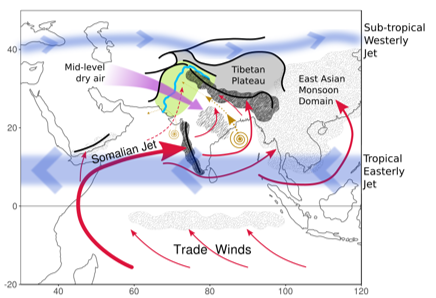 Sub-tropical
Westerly
Jet
40
Mid-level
dry air
Tibetan
Plateau
East Asian
Monsoon
Domain
20
Somalian Jet
Tropical
Easterly
Jet
0
Trade Winds
-20
40 60 80 100 120